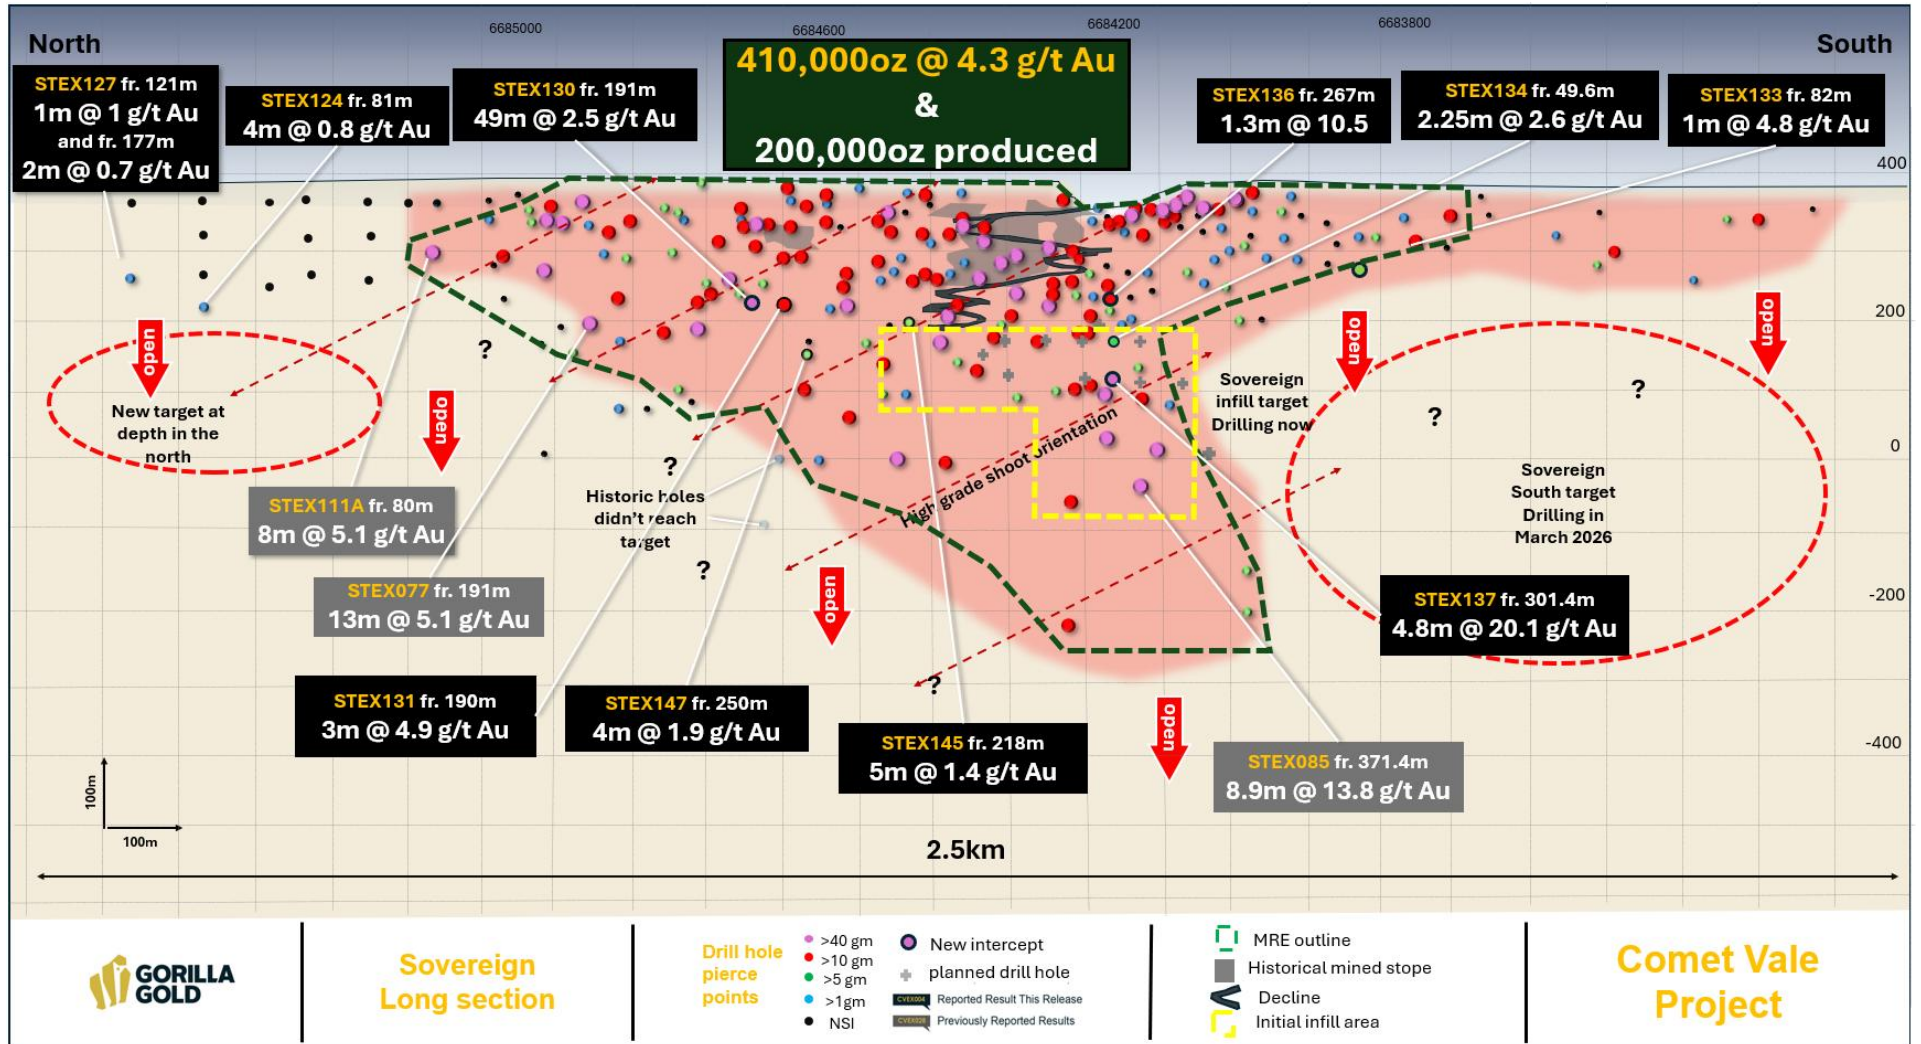 North
6685000
6684600
6684200
6683800
South
STEX127 fr. 121m
1m @ 1 g/t Au
and fr. 177m
2m @ 0.7 g/t Au
STEX124 fr. 81m
4m @ 0.8 g/t Au
STEX130 fr. 191m
49m @ 2.5 g/t Au
410,000oz @ 4.3 g/t Au
&
200,000oz produced
STEX136 fr. 267m
1.3m @ 10.5
STEX134 fr. 49.6m
2.25m @ 2.6 g/t Au
STEX133 fr. 82m
1m @ 4.8 g/t Au
400
200
0
-200
-400
open
New target at
depth in the
north
open
?
?
Historic holes
didn't reach
target
?
open
?
High grade shoot orientation
Sovereign
infill target
Drilling now
open
open
?
?
Sovereign
South target
Drilling in
March 2026
open
STEX111A fr. 80m
8m @ 5.1 g/t Au
STEX077 fr. 191m
13m @ 5.1 g/t Au
STEX131 fr. 190m
3m @ 4.9 g/t Au
STEX147 fr. 250m
4m @ 1.9 g/t Au
STEX145 fr. 218m
5m @ 1.4 g/t Au
STEX085 fr. 371.4m
8.9m @ 13.8 g/t Au
STEX137 fr. 301.4m
4.8m @ 20.1 g/t Au
100m
100m
2.5km
GORILLA
GOLD
Sovereign
Long section
Drill hole
pierce
points
>40 gm
>10 gm
>5 gm
>1gm
NSI
New intercept
planned drill hole
CVEX004 Reported Result This Release
CVEX028 Previously Reported Results
MRE outline
Historical mined stope
Decline
Initial infill area
Comet Vale
Project